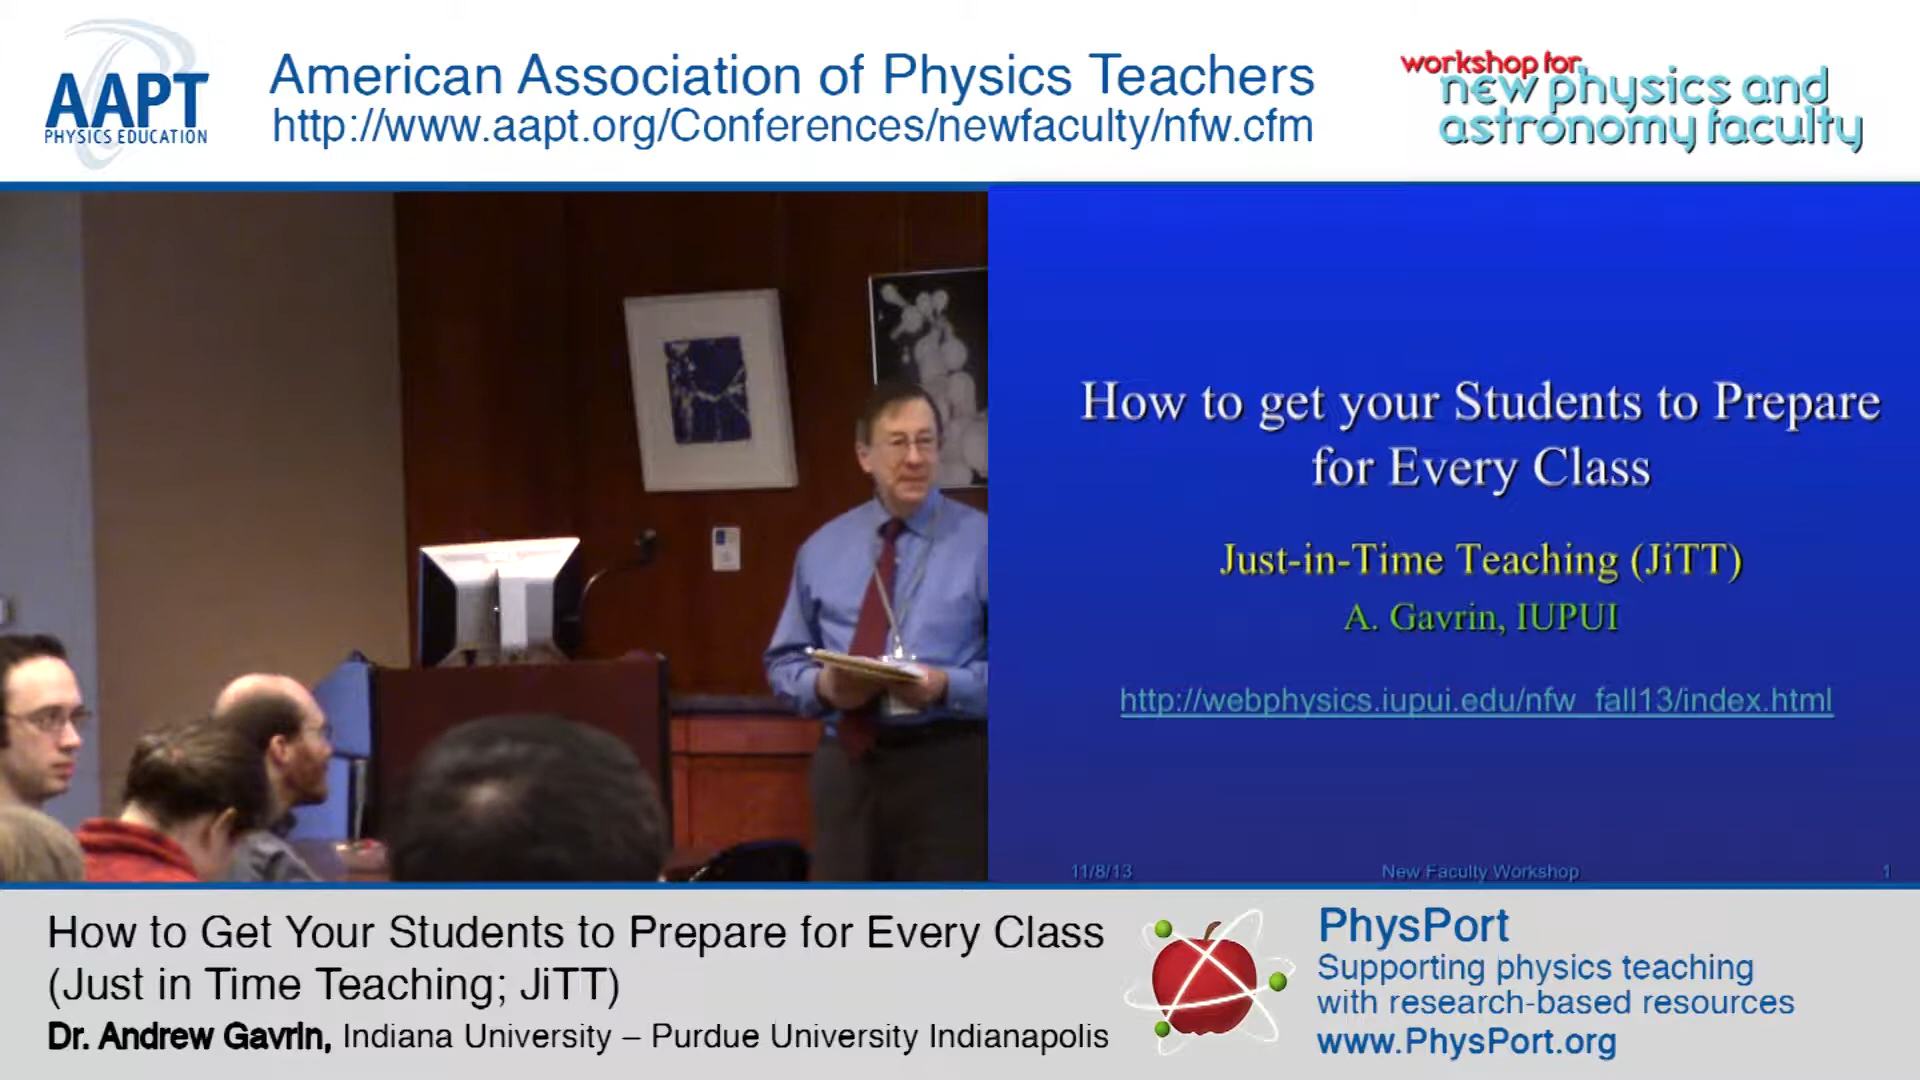 AAPT
PHYSICS EDUCATION
American Association of Physics Teachers
http://www.aapt.org/Conferences/newfaculty/nfw.cfm
workshop for
new physics and
astronomy faculty
How to get your Students to Prepare
for Every Class
Just-in-Time Teaching (JiTT)
A. Gavrin, IUPUI
http://webphysics.iupui.edu/nfw_fall13/index.html
11/8/13
New Faculty Workshop
1
How to Get Your Students to Prepare for Every Class
(Just in Time Teaching; JiTT)
Dr. Andrew Gavrin, Indiana University – Purdue University Indianapolis
PhysPort
Supporting physics teaching
with research-based resources
www.PhysPort.org